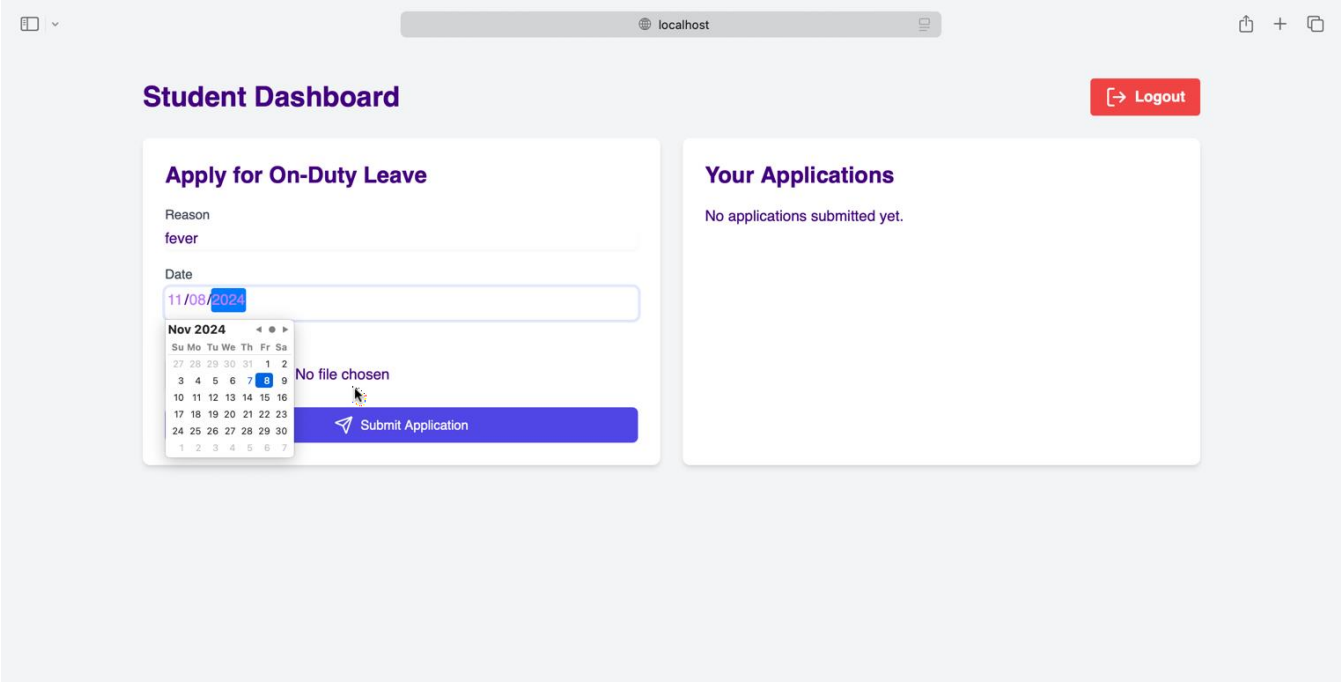 localhost
Student Dashboard
Logout
Apply for On-Duty Leave
Reason
fever
Date
11/08/2024
Nov 2024
Su Mo Tu We Th Fr Sa
27 28 29 30 31 1 2
3 4 5 6 7 8 9
10 11 12 13 14 15 16
17 18 19 20 21 22 23
24 25 26 27 28 29 30
1 2 3 4 5 6 7
No file chosen
Submit Application
Your Applications
No applications submitted yet.